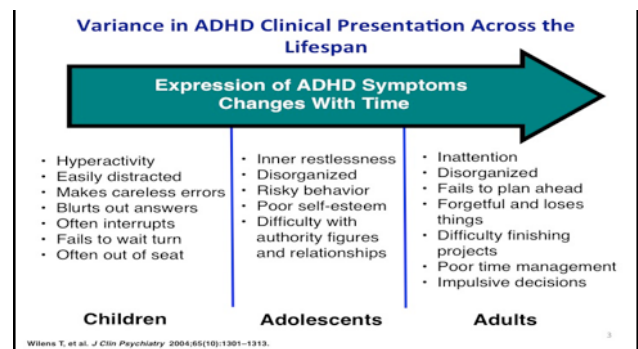 Variance in ADHD Clinical Presentation Across the
Lifespan
Expression of ADHD Symptoms
Changes With Time
• Hyperactivity
• Easily distracted
• Makes careless errors
• Blurts out answers
• Often interrupts
• Fails to wait turn
• Often out of seat
Children
• Inner restlessness
• Disorganized
• Risky behavior
• Poor self-esteem
• Difficulty with
authority figures
and relationships
Adolescents
• Inattention
• Disorganized
• Fails to plan ahead
• Forgetful and loses
things
• Difficulty finishing
projects
• Poor time management
• Impulsive decisions
Adults
3
Wilens T, et al. J Clin Psychiatry 2004;65(10):1301–1313.